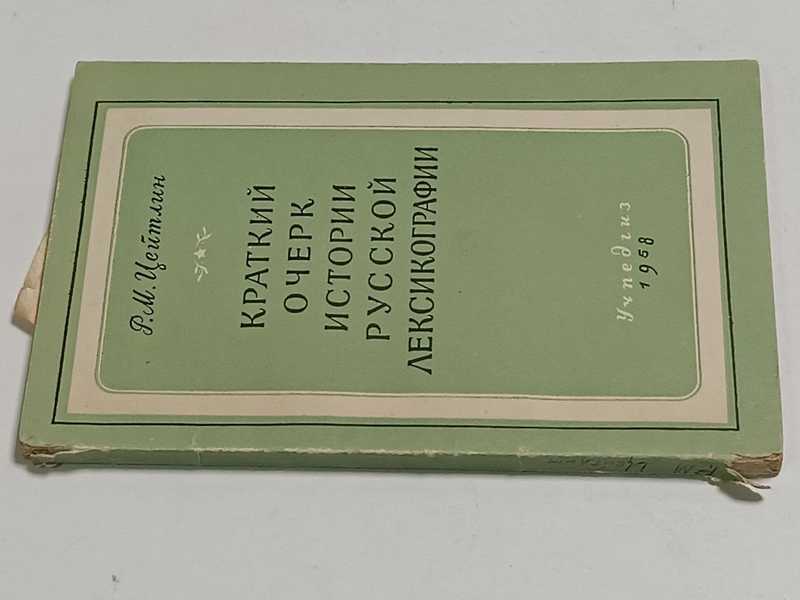 Р.М. Цейтлин
КРАТКИЙ
ОЧЕРК
ИСТОРИИ
РУССКОЙ
ЛЕКСИКОГРАФИИ
Учпедгиз
1958